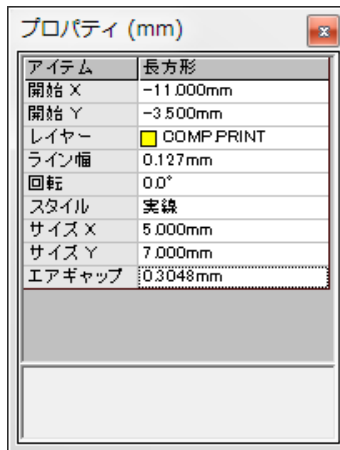 プロパティ (mm)
アイテム 長方形
開始 X -11.000mm
開始 Y -3.500mm
レイヤー COMP.PRINT
ライン幅 0.127mm
回転 0.0°
スタイル 実線
サイズ X 5.000mm
サイズ Y 7.000mm
エアギャップ 0.3048mm